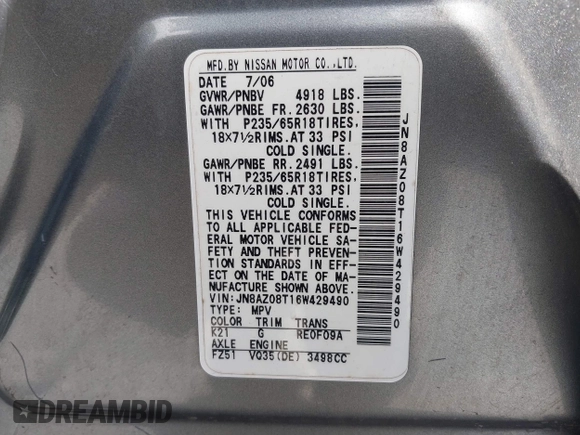 MFD.BY NISSAN MOTOR CO.,LTD.
DATE 7/06
GVWR/PNBV 4918 LBS.
GAWR/PNBE FR. 2630 LBS.
WITH P235/65R18TIRES,
18×7½RIMS.AT 33 PSI
COLD SINGLE.
GAWR/PNBE RR. 2491 LBS.
WITH P235/65R18TIRES,
18×7½RIMS.AT 33 PSI
COLD SINGLE.
THIS VEHICLE CONFORMS
TO ALL APPLICABLE FED-
ERAL MOTOR VEHICLE SA-
FETY AND THEFT PREVEN-
TION STANDARDS IN EFF-
ECT ON THE DATE OF MA-
NUFACTURE SHOWN ABOVE.
VIN:JN8AZ08T16W429490
TYPE: MPV
COLOR TRIM TRANS
K21 G RE0F09A
AXLE ENGINE
FZ51 VQ35(DE) 3498CC
JN8AZ08T16W429490
DREAMBID